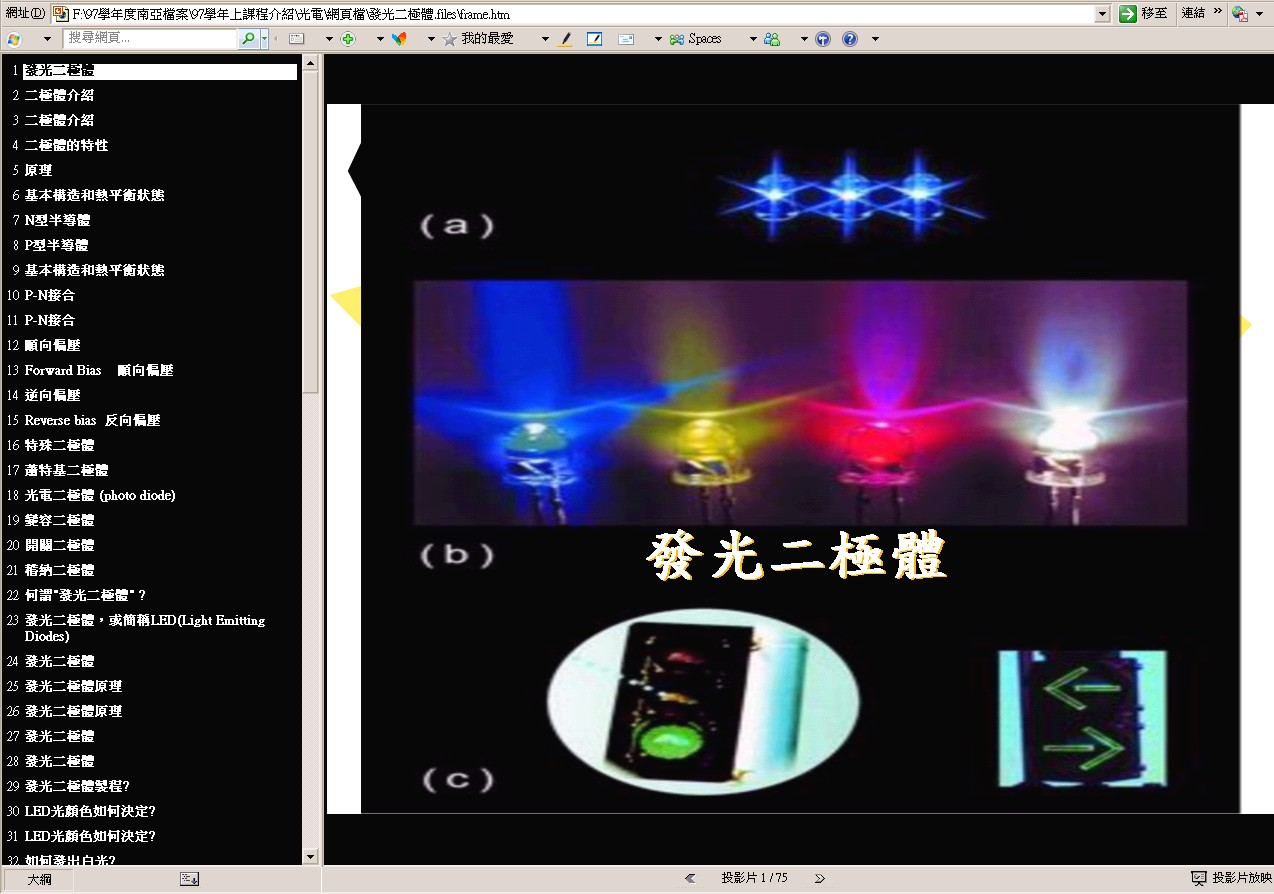 網址(D) F:\97學年度南亞檔案\97學年上課程介紹\光電\網頁檔\發光二極體.files\frame.htm 移至 連結 »
搜尋網頁... 我的最愛 Spaces
1 發光二極體
2 二極體介紹
3 二極體介紹
4 二極體的特性
5 原理
6 基本構造和熱平衡狀態
7 N型半導體
8 P型半導體
9 基本構造和熱平衡狀態
10 P-N接合
11 P-N接合
12 順向偏壓
13 Forward Bias 順向偏壓
14 逆向偏壓
15 Reverse bias 反向偏壓
16 特殊二極體
17 蕭特基二極體
18 光電二極體 (photo diode)
19 變容二極體
20 開關二極體
21 稽納二極體
22 何謂"發光二極體"？
23 發光二極體，或簡稱LED(Light Emitting
Diodes)
24 發光二極體
25 發光二極體原理
26 發光二極體原理
27 發光二極體
28 發光二極體
29 發光二極體製程?
30 LED光顏色如何決定?
31 LED光顏色如何決定?
32 如何發出白光?
(a)
(b)
發光二極體
(c)
大綱
投影片 1 / 75
投影片放映